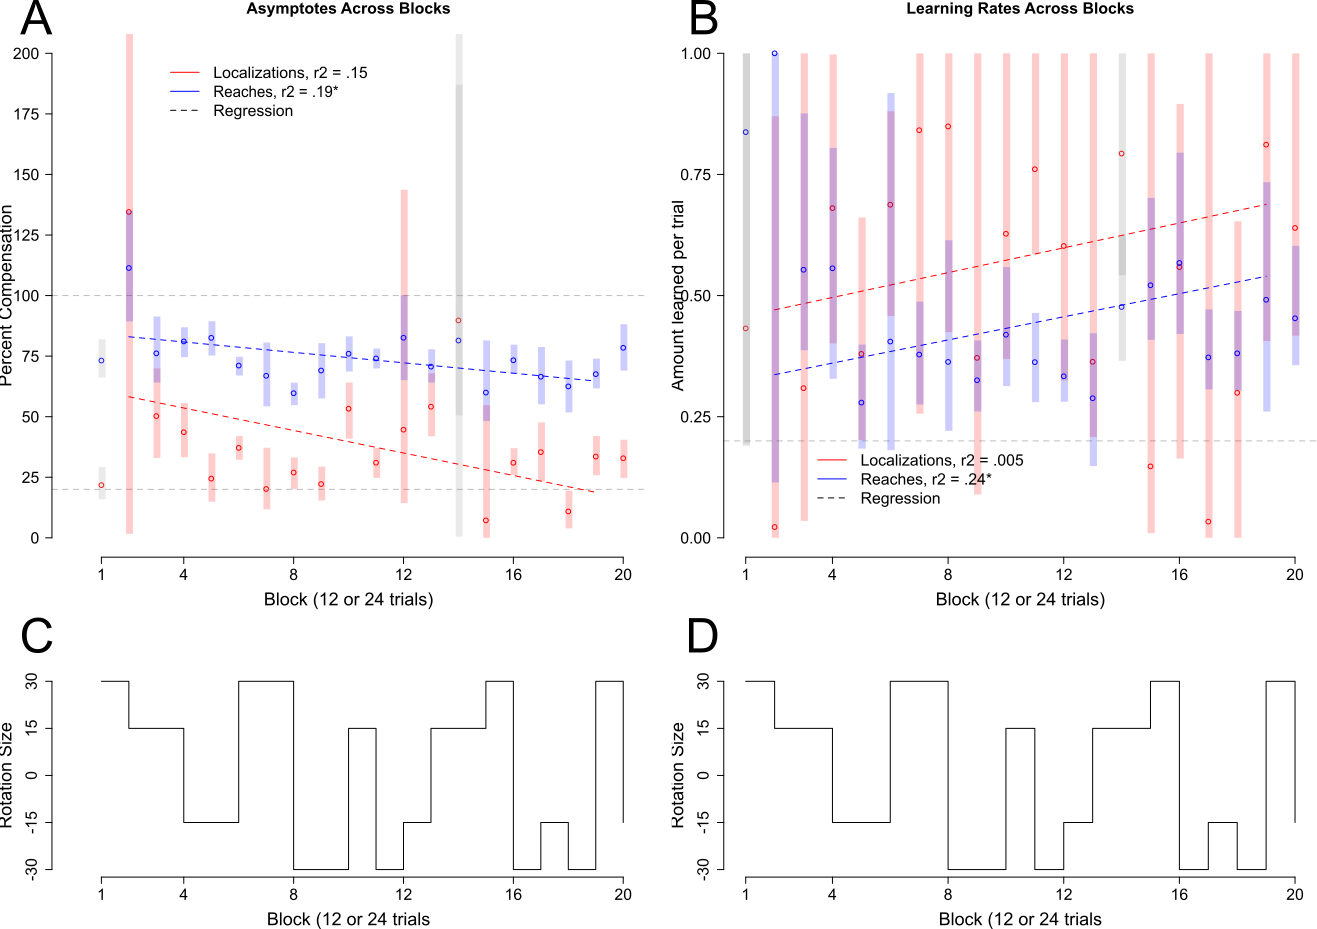 A
Asymptotes Across Blocks
Percent Compensation
200
175
150
125
100
75
50
25
0
Localizations, r2 = .15
Reaches, r2 = .19*
Regression
1 4 8 12 16 20
Block (12 or 24 trials)
B
Learning Rates Across Blocks
Amount learned per trial
1.00
0.75
0.50
0.25
0.00
Localizations, r2 = .005
Reaches, r2 = .24*
Regression
1 4 8 12 16 20
Block (12 or 24 trials)
C
Rotation Size
30
15
0
-15
-30
1 4 8 12 16 20
Block (12 or 24 trials
D
Rotation Size
30
15
0
-15
-30
1 4 8 12 16 20
Block (12 or 24 trials